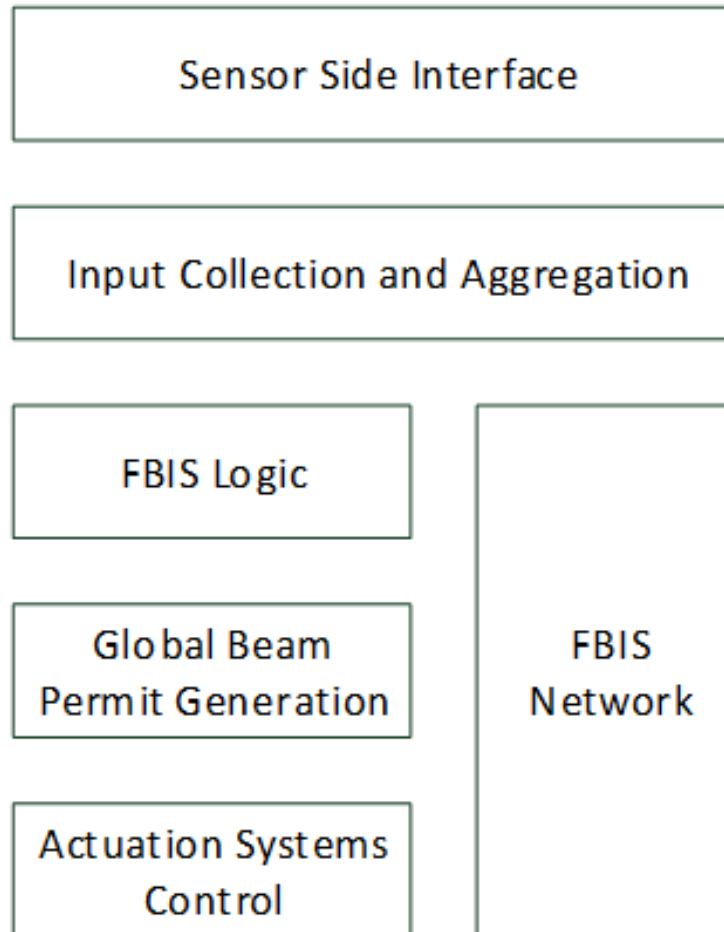 Sensor Side Interface
Input Collection and Aggregation
FBIS Logic
Global Beam
Permit Generation
FBIS
Network
Actuation Systems
Control